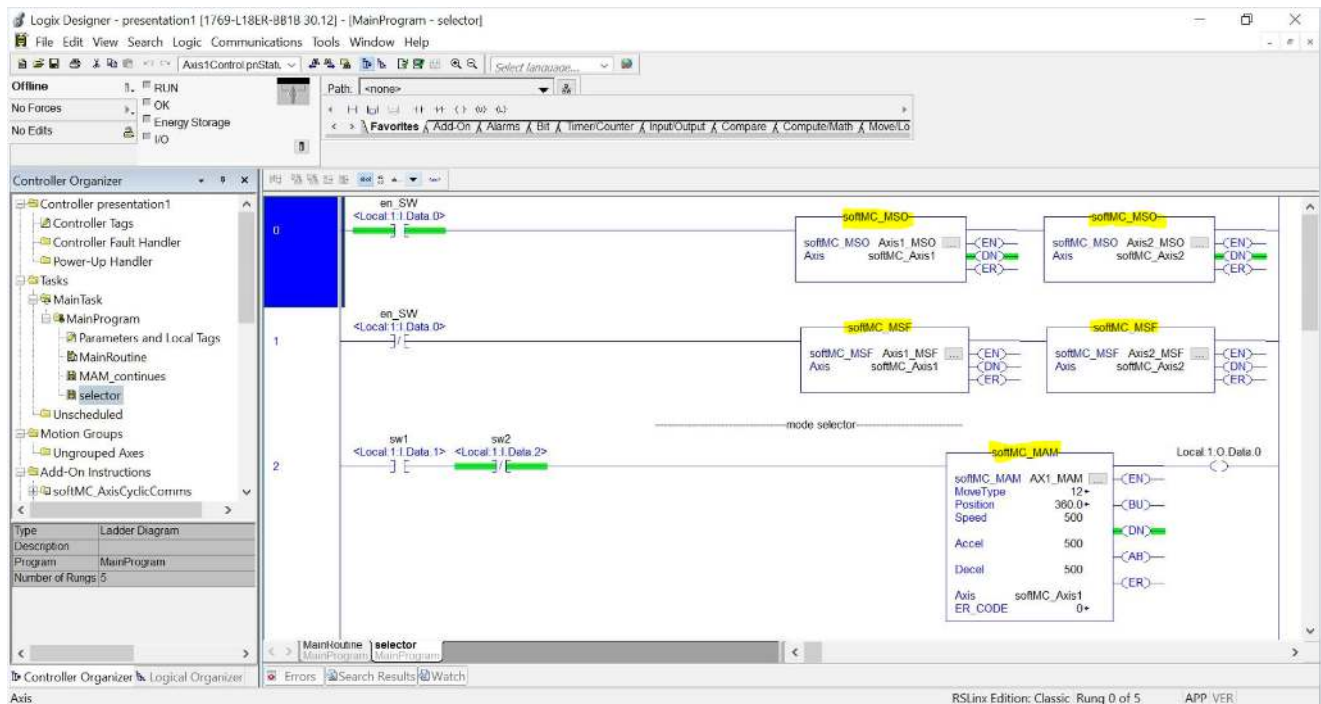 Logix Designer - presentation1 [1769-L18ER-BB1B 30.12] - [MainProgram - selector]
File Edit View Search Logic Communications Tools Window Help
Axis1Control.pnStatu Select language...
Offline
RUN
Path: <none>
No Forces
OK
No Edits
Energy Storage
I/O
Favorites Add-On Alarms Bit Timer/Counter Input/Output Compare Compute/Math Move/Lo
Controller Organizer
Controller presentation1
Controller Tags
Controller Fault Handler
Power-Up Handler
Tasks
MainTask
MainProgram
Parameters and Local Tags
MainRoutine
MAM_continues
selector
Unscheduled
Motion Groups
Ungrouped Axes
Add-On Instructions
softMC_AxisCyclicComms
Type Ladder Diagram
Description
Program MainProgram
Number of Rungs 5
Controller Organizer Logical Organizer
0
en_SW
<Local:1:I.Data.0>
softMC_MSO
softMC_MSO Axis1_MSO ...
Axis softMC_Axis1
(EN)
(DN)
(ER)
softMC_MSO
softMC_MSO Axis2_MSO ...
Axis softMC_Axis2
(EN)
(DN)
(ER)
1
en_SW
<Local:1:I.Data.0>
softMC_MSF
softMC_MSF Axis1_MSF ...
Axis softMC_Axis1
(EN)
(DN)
(ER)
softMC_MSF
softMC_MSF Axis2_MSF ...
Axis softMC_Axis2
(EN)
(DN)
(ER)
mode selector
2
sw1
<Local:1:I.Data.1>
sw2
<Local:1:I.Data.2>
softMC_MAM
softMC_MAM AX1_MAM ...
MoveType 12
Position 360.0
Speed 500
Accel 500
Decel 500
Axis softMC_Axis1
ER_CODE 0
(EN)
(BU)
(DN)
(AB)
(ER)
Local:1:O.Data.0
MainRoutine selector
MainProgram MainProgram
Errors Search Results Watch
Axis
RSLinx Edition: Classic Rung 0 of 5 APP VER